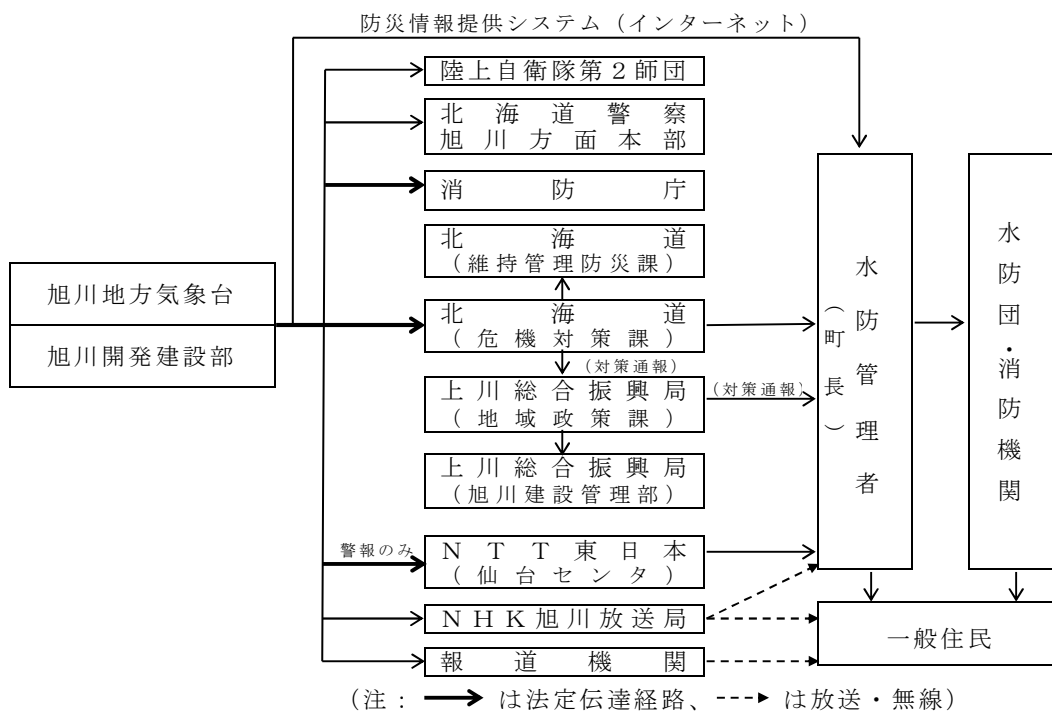 防災情報提供システム（インターネット）
陸上自衛隊第２師団
北海道警察
旭川方面本部
消防庁
北海道
（維持管理防災課）
旭川地方気象台
旭川開発建設部
北海道
（危機対策課）
（対策通報）
上川総合振興局
（地域政策課）
（対策通報）
上川総合振興局
（旭川建設管理部）
警報のみ
ＮＴＴ東日本
（仙台センタ）
ＮＨＫ旭川放送局
報道機関
水防管理者
（町長）
水防団・消防機関
一般住民
（注：は法定伝達経路、は放送・無線）